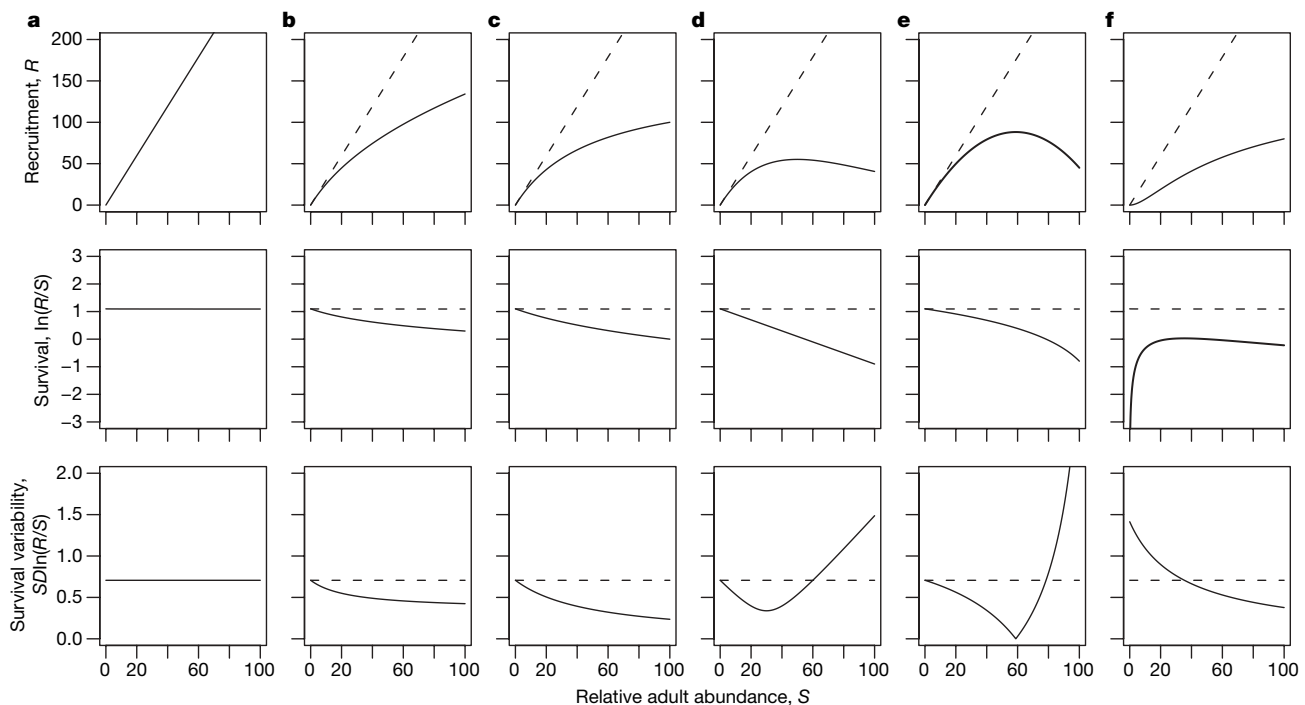 a b c d e f
Recruitment, R
200
150
100
50
0
Survival, ln(R/S)
3
2
1
0
−1
−2
−3
Survival variability,
SDln(R/S)
2.0
1.5
1.0
0.5
0.0
0 20 60 100 0 20 60 100 0 20 60 100 0 20 60 100 0 20 60 100 0 20 60 100
Relative adult abundance, S